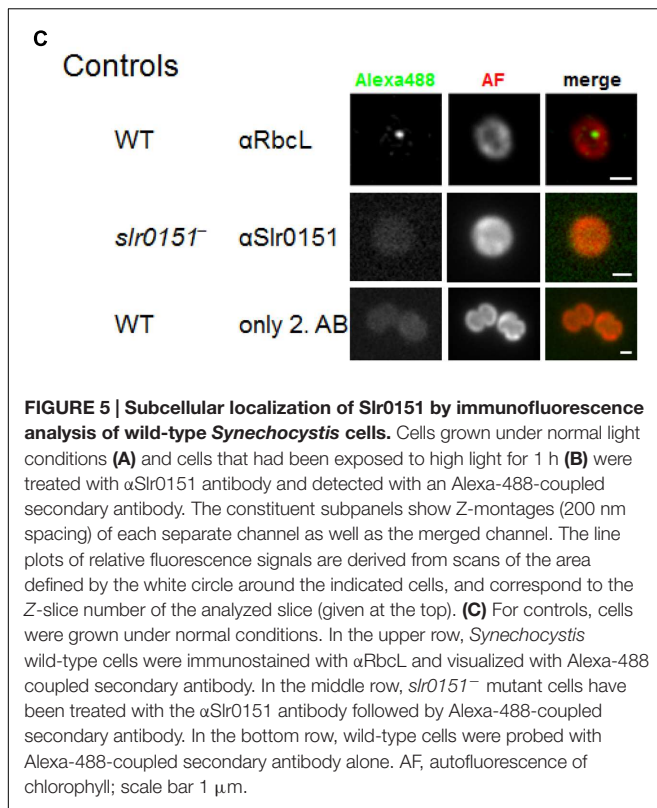 C
Controls
Alexa488 AF merge
WT αRbcL
slr0151⁻ αSlr0151
WT only 2. AB
FIGURE 5 | Subcellular localization of Slr0151 by immunofluorescence
analysis of wild-type Synechocystis cells. Cells grown under normal light
conditions (A) and cells that had been exposed to high light for 1 h (B) were
treated with αSlr0151 antibody and detected with an Alexa-488-coupled
secondary antibody. The constituent subpanels show Z-montages (200 nm
spacing) of each separate channel as well as the merged channel. The line
plots of relative fluorescence signals are derived from scans of the area
defined by the white circle around the indicated cells, and correspond to the
Z-slice number of the analyzed slice (given at the top). (C) For controls, cells
were grown under normal conditions. In the upper row, Synechocystis
wild-type cells were immunostained with αRbcL and visualized with Alexa-488
coupled secondary antibody. In the middle row, slr0151⁻ mutant cells have
been treated with the αSlr0151 antibody followed by Alexa-488-coupled
secondary antibody. In the bottom row, wild-type cells were probed with
Alexa-488-coupled secondary antibody alone. AF, autofluorescence of
chlorophyll; scale bar 1 μm.